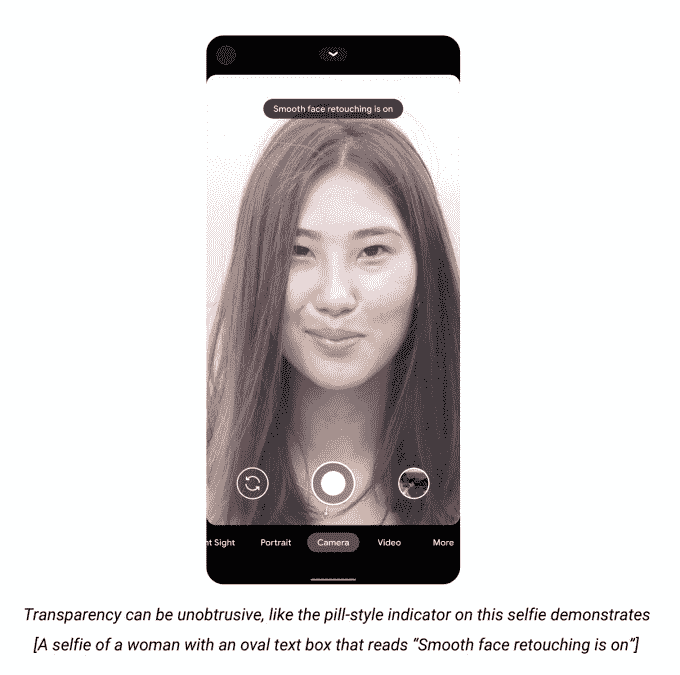 Smooth face retouching is on
nt Sight Portrait Camera Video More
Transparency can be unobtrusive, like the pill-style indicator on this selfie demonstrates
[A selfie of a woman with an oval text box that reads “Smooth face retouching is on”]